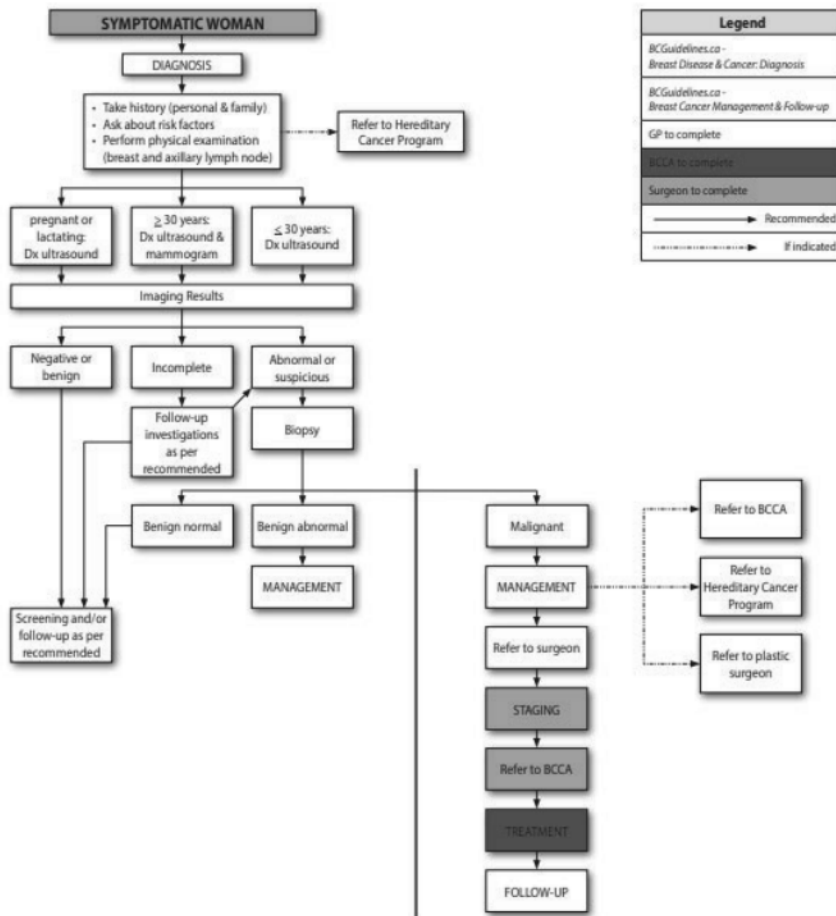 SYMPTOMATIC WOMAN
DIAGNOSIS
• Take history (personal & family)
• Ask about risk factors
• Perform physical examination
(breast and axillary lymph node)
Refer to Hereditary
Cancer Program
pregnant or
lactating:
Dx ultrasound
≥ 30 years:
Dx ultrasound &
mammogram
≤ 30 years:
Dx ultrasound
Imaging Results
Negative or
benign
Incomplete
Abnormal or
suspicious
Follow-up
investigations
as per
recommended
Biopsy
Benign normal
Benign abnormal
MANAGEMENT
Screening and/or
follow-up as per
recommended
Malignant
MANAGEMENT
Refer to surgeon
STAGING
Refer to BCCA
TREATMENT
FOLLOW-UP
Refer to BCCA
Refer to
Hereditary Cancer
Program
Refer to plastic
surgeon
Legend
BCGuidelines.ca -
Breast Disease & Cancer: Diagnosis
BCGuidelines.ca -
Breast Cancer Management & Follow-up
GP to complete
BCCA to complete
Surgeon to complete
Recommended
If indicated